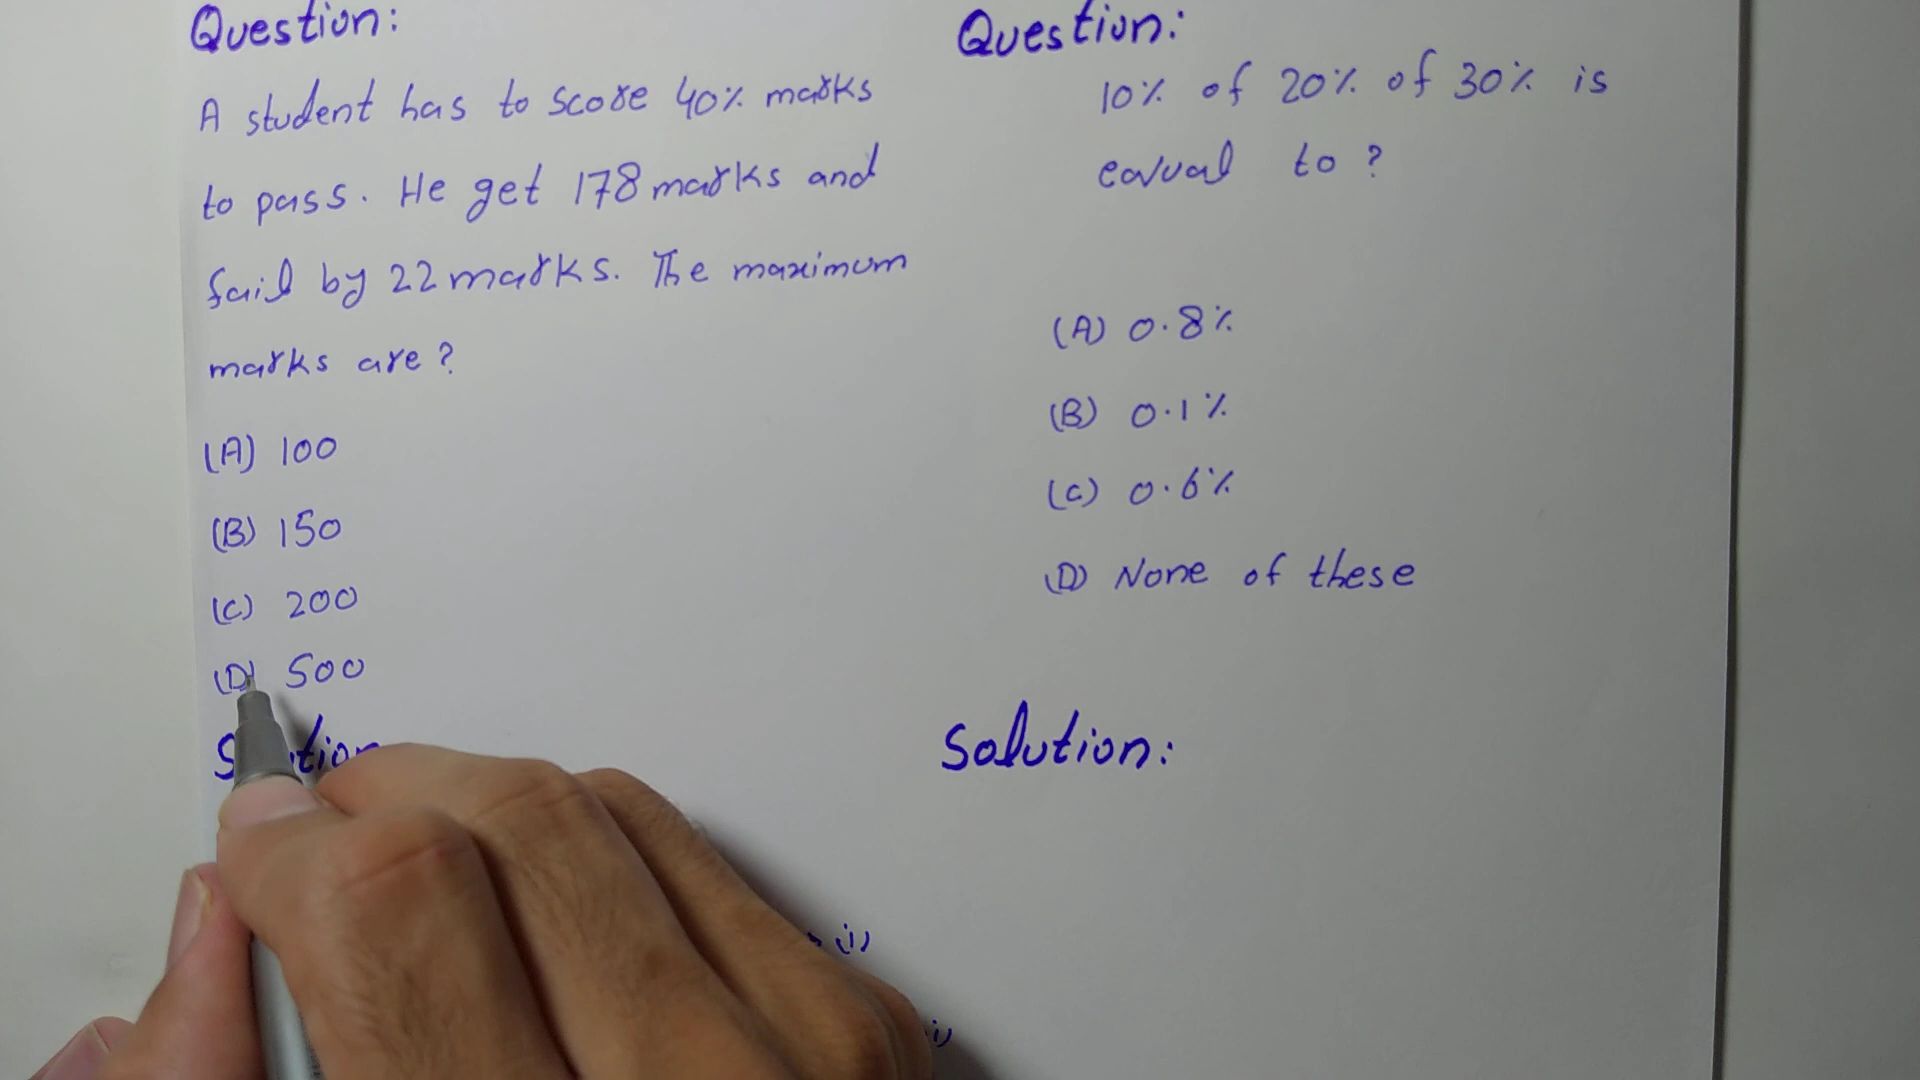 Question:
A student has to score 40% marks
to pass. He get 178 marks and
fail by 22 marks. The maximum
marks are?
(A) 100
(B) 150
(C) 200
(D) 500
(i)
Question:
10% of 20% of 30% is
equal to?
(A) 0.8%
(B) 0.1%
(C) 0.6%
(D) None of these
Solution: